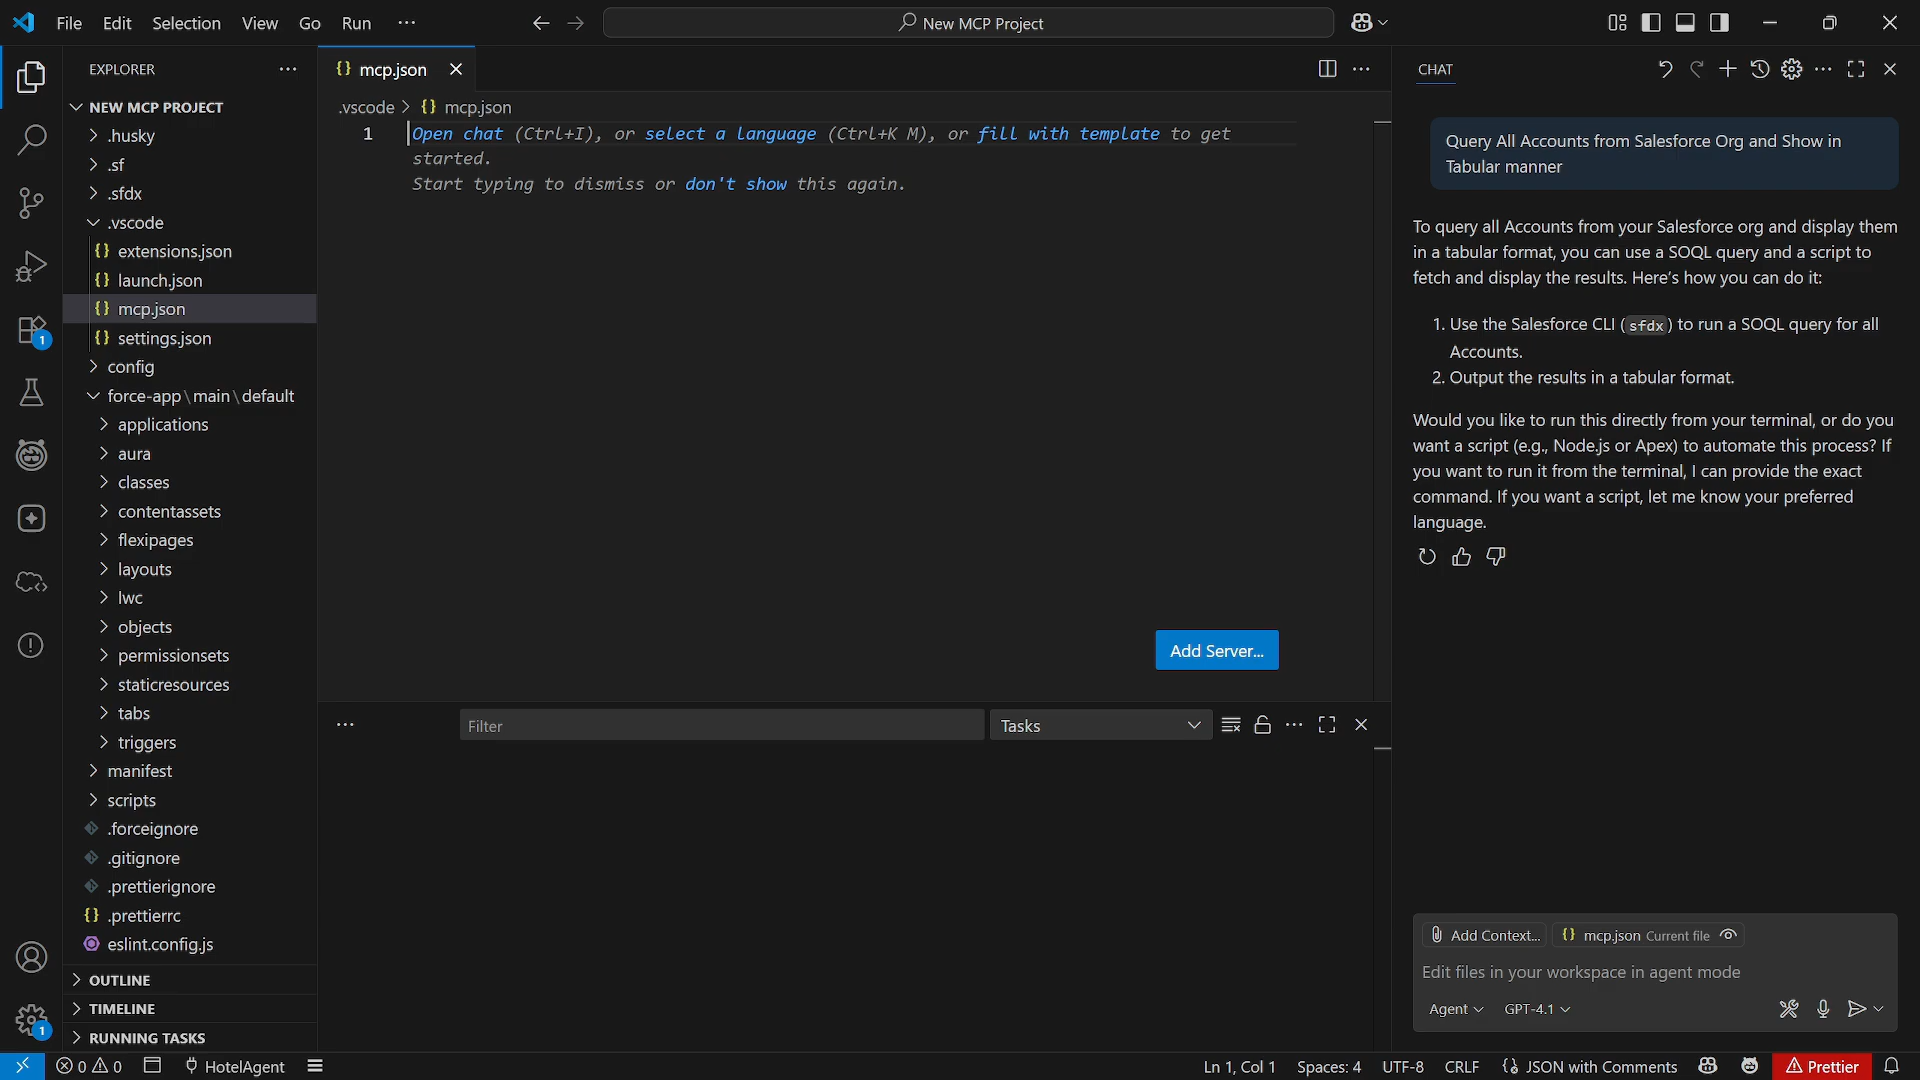 File Edit Selection View Go Run ··· New MCP Project
EXPLORER ···
NEW MCP PROJECT
.husky
.sf
.sfdx
.vscode
extensions.json
launch.json
mcp.json
settings.json
config
force-app\main\default
applications
aura
classes
contentassets
flexipages
layouts
lwc
objects
permissionsets
staticresources
tabs
triggers
manifest
scripts
.forceignore
.gitignore
.prettierignore
.prettierrc
eslint.config.js
OUTLINE
TIMELINE
RUNNING TASKS
1
1
{} mcp.json
.vscode > {} mcp.json
1 Open chat (Ctrl+I), or select a language (Ctrl+K M), or fill with template to get
started.
Start typing to dismiss or don't show this again.
Add Server...
Filter
Tasks
CHAT
Query All Accounts from Salesforce Org and Show in
Tabular manner
To query all Accounts from your Salesforce org and display them
in a tabular format, you can use a SOQL query and a script to
fetch and display the results. Here's how you can do it:
1. Use the Salesforce CLI (sfdx) to run a SOQL query for all
Accounts.
2. Output the results in a tabular format.
Would you like to run this directly from your terminal, or do you
want a script (e.g., Node.js or Apex) to automate this process? If
you want to run it from the terminal, I can provide the exact
command. If you want a script, let me know your preferred
language.
Add Context... {} mcp.json Current file
Edit files in your workspace in agent mode
Agent GPT-4.1
0 0 HotelAgent Ln 1, Col 1 Spaces: 4 UTF-8 CRLF JSON with Comments Prettier